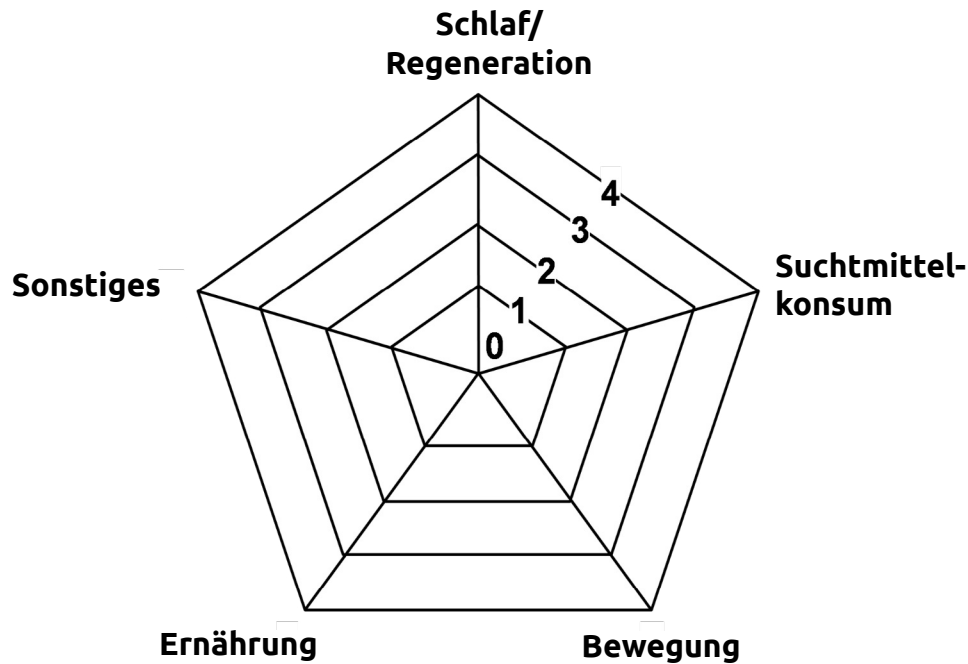 Schlaf/
Regeneration
4
3
Suchtmittel-
konsum
2
Sonstiges
1
0
Ernährung
Bewegung